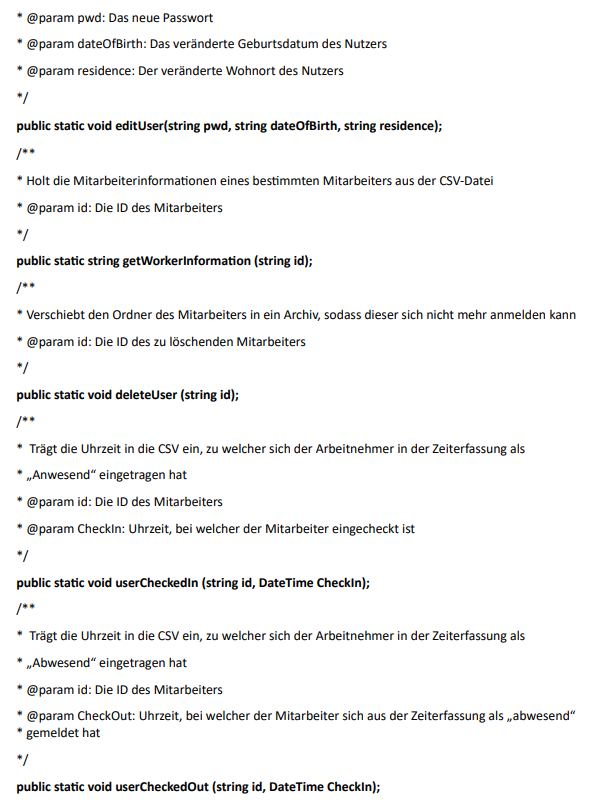 * @param pwd: Das neue Passwort
* @param dateOfBirth: Das veränderte Geburtsdatum des Nutzers
* @param residence: Der veränderte Wohnort des Nutzers
*/
public static void editUser(string pwd, string dateOfBirth, string residence);
/**
* Holt die Mitarbeiterinformationen eines bestimmten Mitarbeiters aus der CSV-Datei
* @param id: Die ID des Mitarbeiters
*/
public static string getWorkerInformation (string id);
/**
* Verschiebt den Ordner des Mitarbeiters in ein Archiv, sodass dieser sich nicht mehr anmelden kann
* @param id: Die ID des zu löschenden Mitarbeiters
*/
public static void deleteUser (string id);
/**
*  Trägt die Uhrzeit in die CSV ein, zu welcher sich der Arbeitnehmer in der Zeiterfassung als
* „Anwesend“ eingetragen hat
* @param id: Die ID des Mitarbeiters
* @param CheckIn: Uhrzeit, bei welcher der Mitarbeiter eingecheckt ist
*/
public static void userCheckedIn (string id, DateTime CheckIn);
/**
*  Trägt die Uhrzeit in die CSV ein, zu welcher sich der Arbeitnehmer in der Zeiterfassung als
* „Abwesend“ eingetragen hat
* @param id: Die ID des Mitarbeiters
* @param CheckOut: Uhrzeit, bei welcher der Mitarbeiter sich aus der Zeiterfassung als „abwesend“
* gemeldet hat
*/
public static void userCheckedOut (string id, DateTime CheckIn);